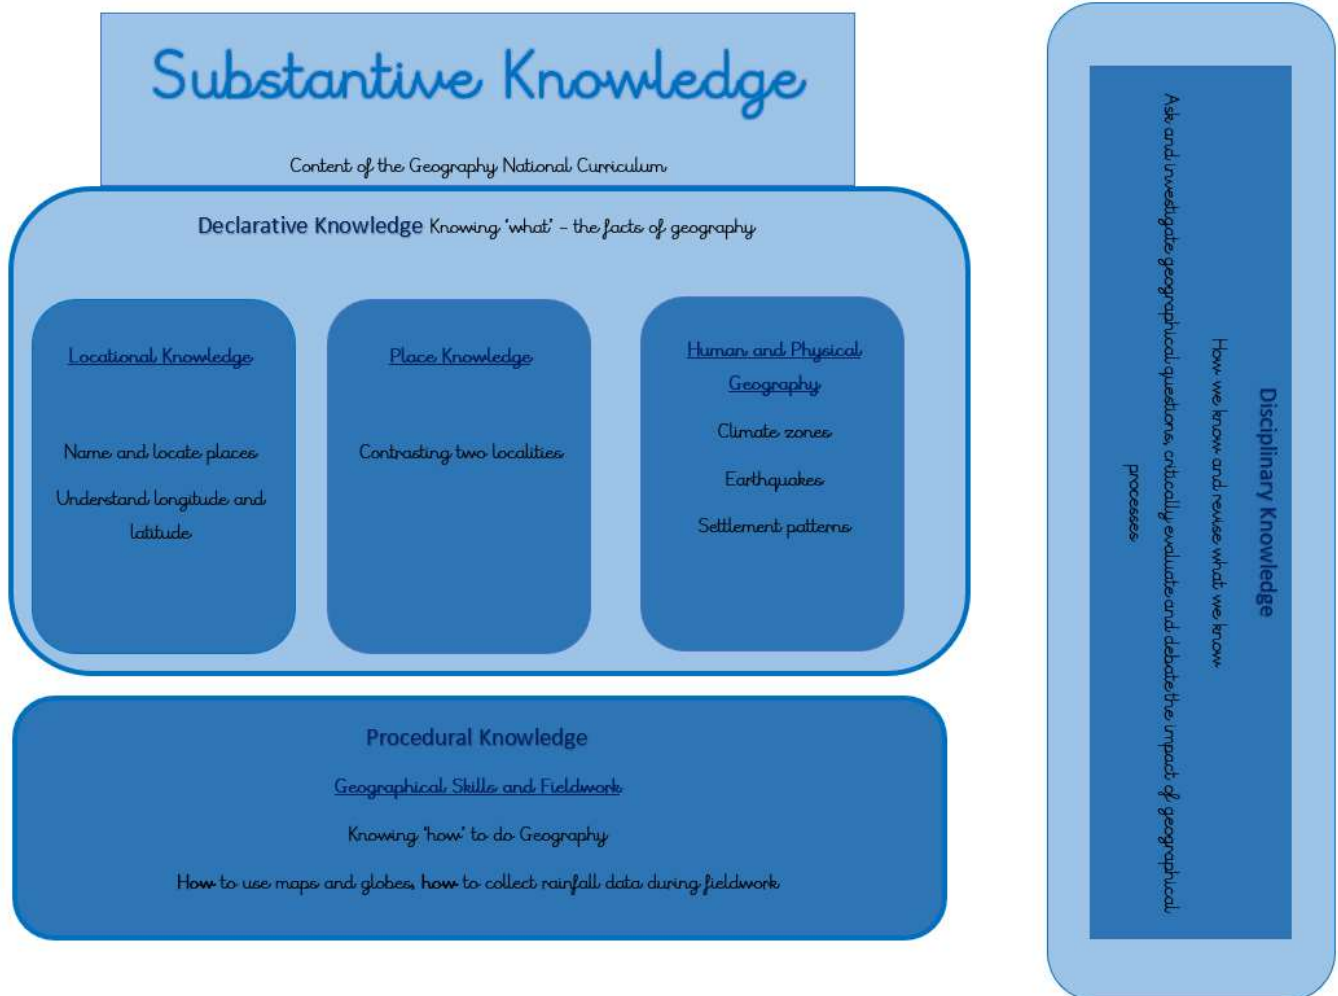 Substantive Knowledge
Content of the Geography National Curriculum
Declarative Knowledge Knowing 'what' - the facts of geography
Locational Knowledge
Name and locate places
Understand longitude and
latitude
Place Knowledge
Contrasting two localities
Human and Physical
Geography
Climate zones
Earthquakes
Settlement patterns
Procedural Knowledge
Geographical Skills and Fieldwork
Knowing 'how' to do Geography
How to use maps and globes, how to collect rainfall data during fieldwork
Disciplinary Knowledge
How we know and revise what we know
Ask and investigate geographical questions, critically evaluate and debate the impact of geographical
processes